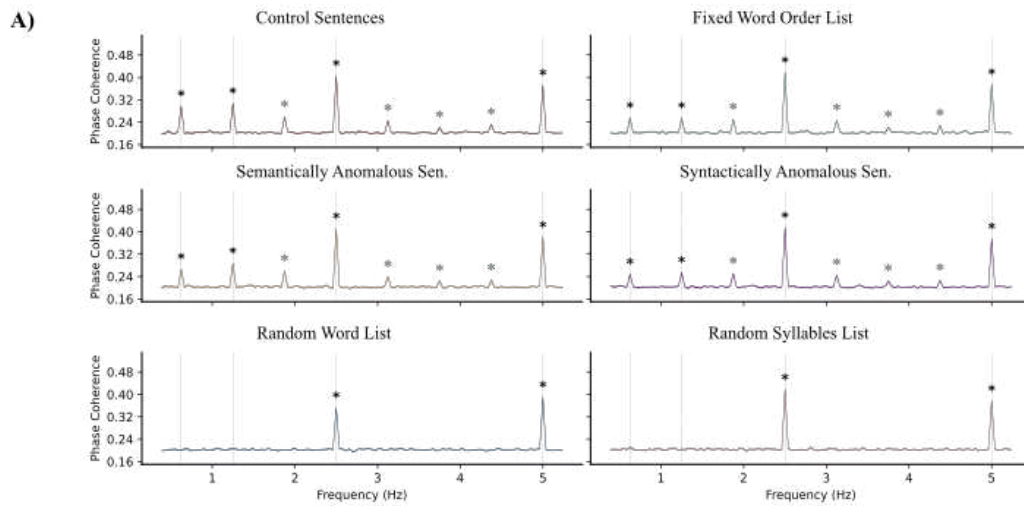 A)
Control Sentences
Fixed Word Order List
Phase Coherence
0.48
0.40
0.32
0.24
0.16
* * * * * * * *
* * * * * * * *
Semantically Anomalous Sen.
Syntactically Anomalous Sen.
Phase Coherence
0.48
0.40
0.32
0.24
0.16
* * * * * * * *
* * * * * * * *
Random Word List
Random Syllables List
Phase Coherence
0.48
0.40
0.32
0.24
0.16
* *
* *
1 2 3 4 5
1 2 3 4 5
Frequency (Hz)
Frequency (Hz)